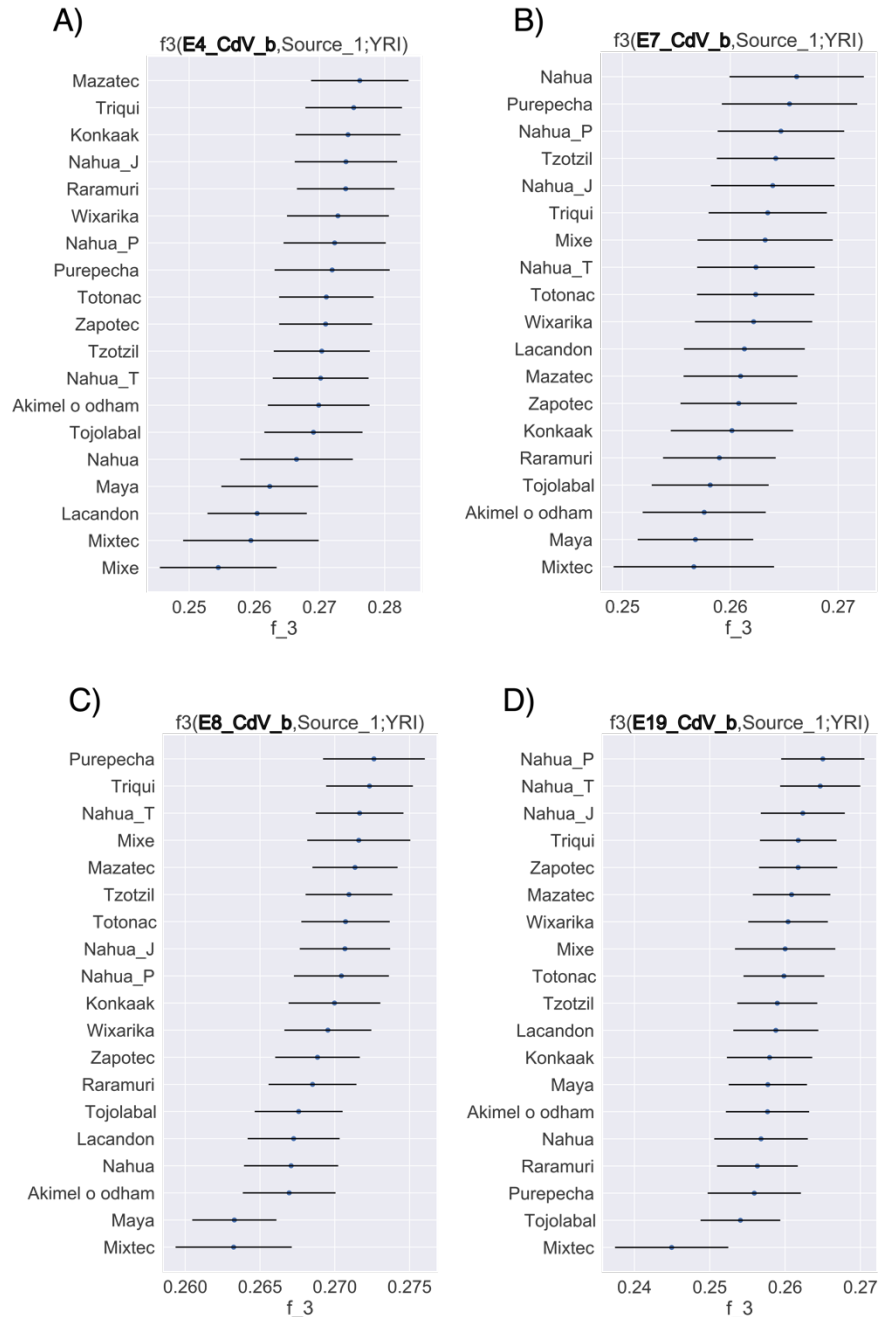 A)
f3(E4_CdV_b,Source_1;YRI)
Mazatec
Triqui
Konkaak
Nahua_J
Raramuri
Wixarika
Nahua_P
Purepecha
Totonac
Zapotec
Tzotzil
Nahua_T
Akimel o odham
Tojolabal
Nahua
Maya
Lacandon
Mixtec
Mixe
0.25 0.26 0.27 0.28
f_3
B)
f3(E7_CdV_b,Source_1;YRI)
Nahua
Purepecha
Nahua_P
Tzotzil
Nahua_J
Triqui
Mixe
Nahua_T
Totonac
Wixarika
Lacandon
Mazatec
Zapotec
Konkaak
Raramuri
Tojolabal
Akimel o odham
Maya
Mixtec
0.25 0.26 0.27
f_3
C)
f3(E8_CdV_b,Source_1;YRI)
Purepecha
Triqui
Nahua_T
Mixe
Mazatec
Tzotzil
Totonac
Nahua_J
Nahua_P
Konkaak
Wixarika
Zapotec
Raramuri
Tojolabal
Lacandon
Nahua
Akimel o odham
Maya
Mixtec
0.260 0.265 0.270 0.275
f_3
D)
f3(E19_CdV_b,Source_1;YRI)
Nahua_P
Nahua_T
Nahua_J
Triqui
Zapotec
Mazatec
Wixarika
Mixe
Totonac
Tzotzil
Lacandon
Konkaak
Maya
Akimel o odham
Nahua
Raramuri
Purepecha
Tojolabal
Mixtec
0.24 0.25 0.26 0.27
f_3